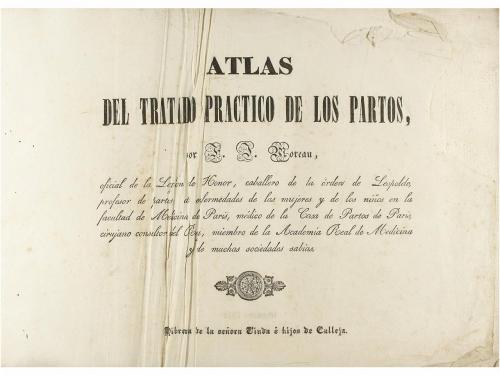 ATLAS
DEL TRATADO PRACTICO DE LOS PARTOS,
por F. J. Moreau,
oficial de la Legion de Honor, caballero de la órden de Leopoldo,
profesor de partos, enfermedades de las mujeres y de los niños en la
facultad de Medicina de Paris, médico de la Casa de Partos de Paris,
cirujano consultor del Rey, miembro de la Academia Real de Medicina
y de muchas sociedades sabias.
Libreria de la señora Viuda é hijos de Calleja.